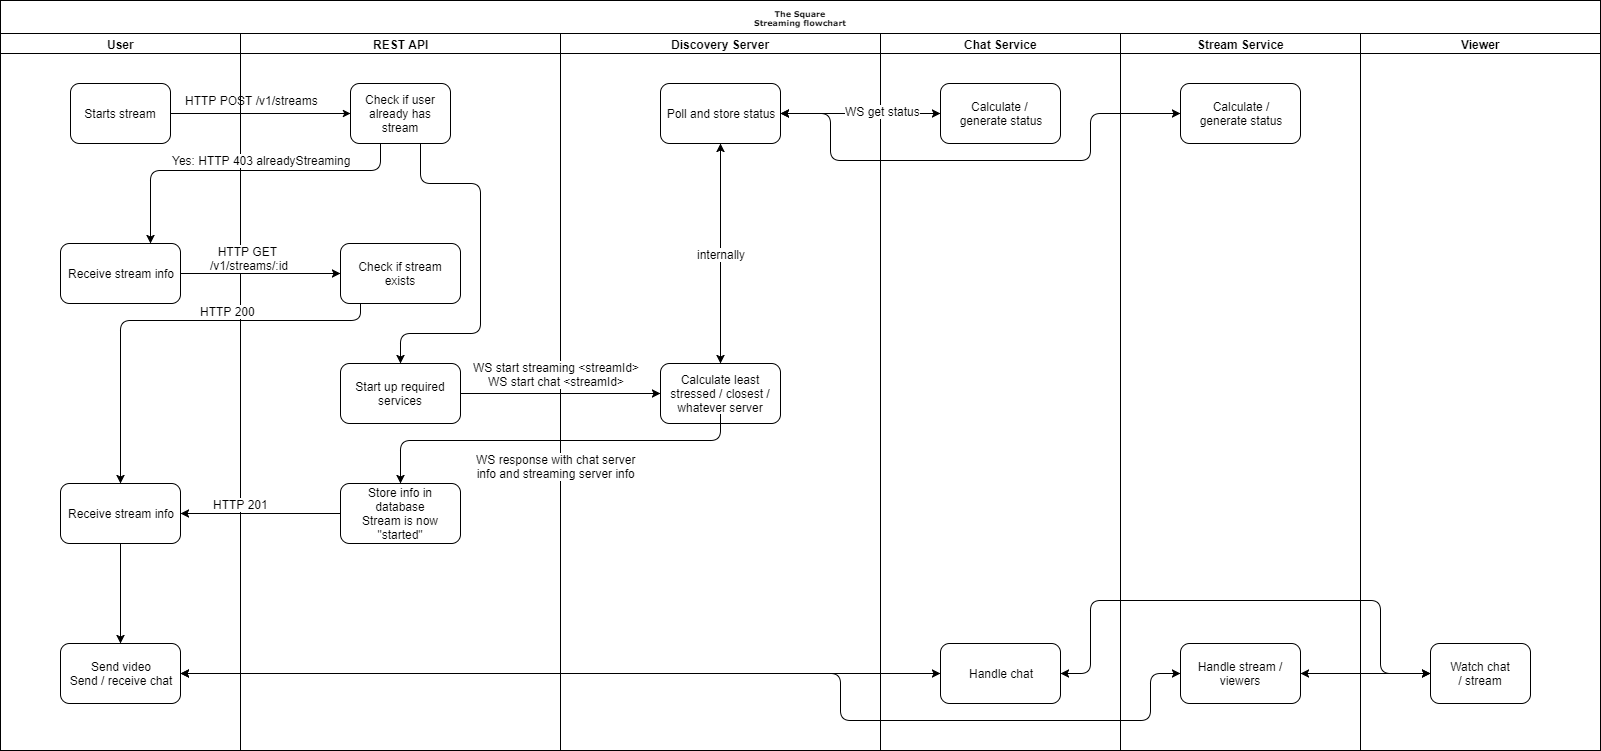 The Square
Streaming flowchart
User
REST API
Discovery Server
Chat Service
Stream Service
Viewer
Starts stream
HTTP POST /v1/streams
Check if user
already has
stream
Poll and store status
WS get status
Calculate /
generate status
Calculate /
generate status
Yes: HTTP 403 alreadyStreaming
Receive stream info
HTTP GET
/v1/streams/:id
Check if stream
exists
internally
HTTP 200
Start up required
services
WS start streaming <streamId>
WS start chat <streamId>
Calculate least
stressed / closest /
whatever server
WS response with chat server
info and streaming server info
Receive stream info
HTTP 201
Store info in
database
Stream is now
"started"
Send video
Send / receive chat
Handle chat
Handle stream /
viewers
Watch chat
/ stream